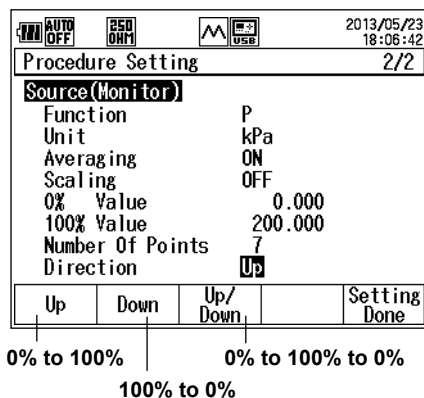 AUTO OFF
250 OHM
USB
2013/05/23
18:06:42
Procedure Setting 2/2
Source(Monitor)
Function P
Unit kPa
Averaging ON
Scaling OFF
0% Value 0.000
100% Value 200.000
Number Of Points 7
Direction Up
Up Down Up/Down Setting Done
0% to 100% 0% to 100% to 0%
100% to 0%